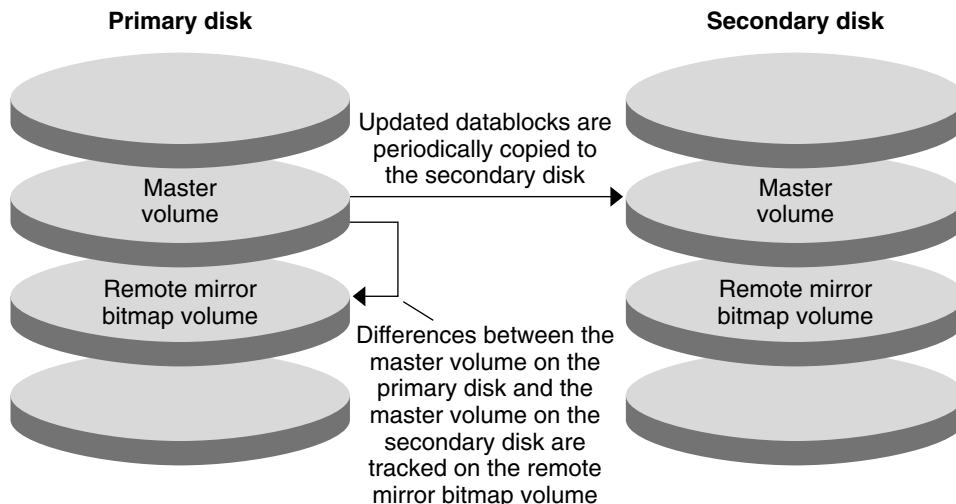 Primary disk
Secondary disk
Updated datablocks are
periodically copied to
the secondary disk
Master
volume
Master
volume
Remote mirror
bitmap volume
Remote mirror
bitmap volume
Differences between the
master volume on the
primary disk and the
master volume on the
secondary disk are
tracked on the remote
mirror bitmap volume